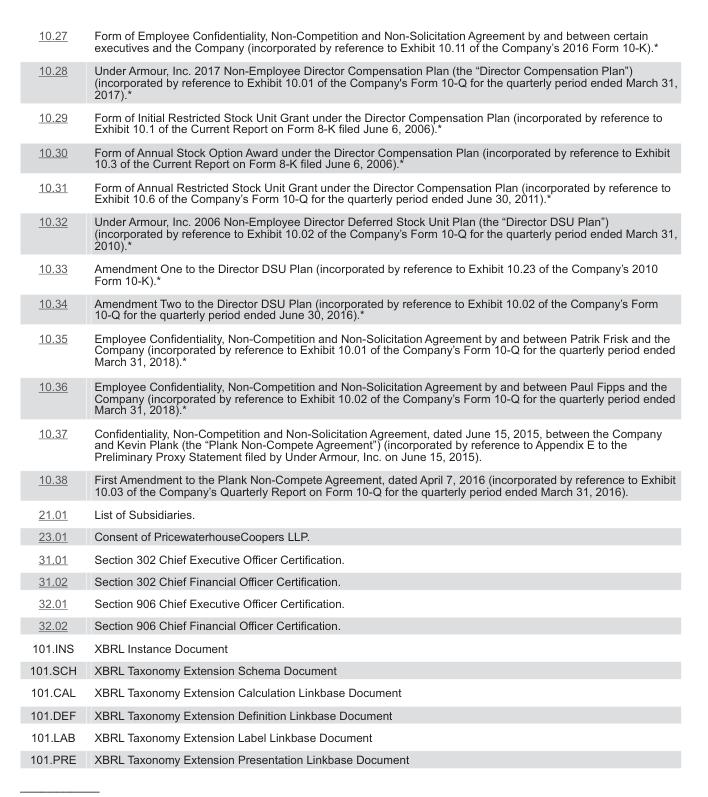 10.27 Form of Employee Confidentiality, Non-Competition and Non-Solicitation Agreement by and between certain
executives and the Company (incorporated by reference to Exhibit 10.11 of the Company’s 2016 Form 10-K).*
10.28 Under Armour, Inc. 2017 Non-Employee Director Compensation Plan (the “Director Compensation Plan”)
(incorporated by reference to Exhibit 10.01 of the Company's Form 10-Q for the quarterly period ended March 31,
2017).*
10.29 Form of Initial Restricted Stock Unit Grant under the Director Compensation Plan (incorporated by reference to
Exhibit 10.1 of the Current Report on Form 8-K filed June 6, 2006).*
10.30 Form of Annual Stock Option Award under the Director Compensation Plan (incorporated by reference to Exhibit
10.3 of the Current Report on Form 8-K filed June 6, 2006).*
10.31 Form of Annual Restricted Stock Unit Grant under the Director Compensation Plan (incorporated by reference to
Exhibit 10.6 of the Company’s Form 10-Q for the quarterly period ended June 30, 2011).*
10.32 Under Armour, Inc. 2006 Non-Employee Director Deferred Stock Unit Plan (the “Director DSU Plan”)
(incorporated by reference to Exhibit 10.02 of the Company’s Form 10-Q for the quarterly period ended March 31,
2010).*
10.33 Amendment One to the Director DSU Plan (incorporated by reference to Exhibit 10.23 of the Company’s 2010
Form 10-K).*
10.34 Amendment Two to the Director DSU Plan (incorporated by reference to Exhibit 10.02 of the Company’s Form
10-Q for the quarterly period ended June 30, 2016).*
10.35 Employee Confidentiality, Non-Competition and Non-Solicitation Agreement by and between Patrik Frisk and the
Company (incorporated by reference to Exhibit 10.01 of the Company’s Form 10-Q for the quarterly period ended
March 31, 2018).*
10.36 Employee Confidentiality, Non-Competition and Non-Solicitation Agreement by and between Paul Fipps and the
Company (incorporated by reference to Exhibit 10.02 of the Company’s Form 10-Q for the quarterly period ended
March 31, 2018).*
10.37 Confidentiality, Non-Competition and Non-Solicitation Agreement, dated June 15, 2015, between the Company
and Kevin Plank (the “Plank Non-Compete Agreement”) (incorporated by reference to Appendix E to the
Preliminary Proxy Statement filed by Under Armour, Inc. on June 15, 2015).
10.38 First Amendment to the Plank Non-Compete Agreement, dated April 7, 2016 (incorporated by reference to Exhibit
10.03 of the Company’s Quarterly Report on Form 10-Q for the quarterly period ended March 31, 2016).
21.01 List of Subsidiaries.
23.01 Consent of PricewaterhouseCoopers LLP.
31.01 Section 302 Chief Executive Officer Certification.
31.02 Section 302 Chief Financial Officer Certification.
32.01 Section 906 Chief Executive Officer Certification.
32.02 Section 906 Chief Financial Officer Certification.
101.INS XBRL Instance Document
101.SCH XBRL Taxonomy Extension Schema Document
101.CAL XBRL Taxonomy Extension Calculation Linkbase Document
101.DEF XBRL Taxonomy Extension Definition Linkbase Document
101.LAB XBRL Taxonomy Extension Label Linkbase Document
101.PRE XBRL Taxonomy Extension Presentation Linkbase Document